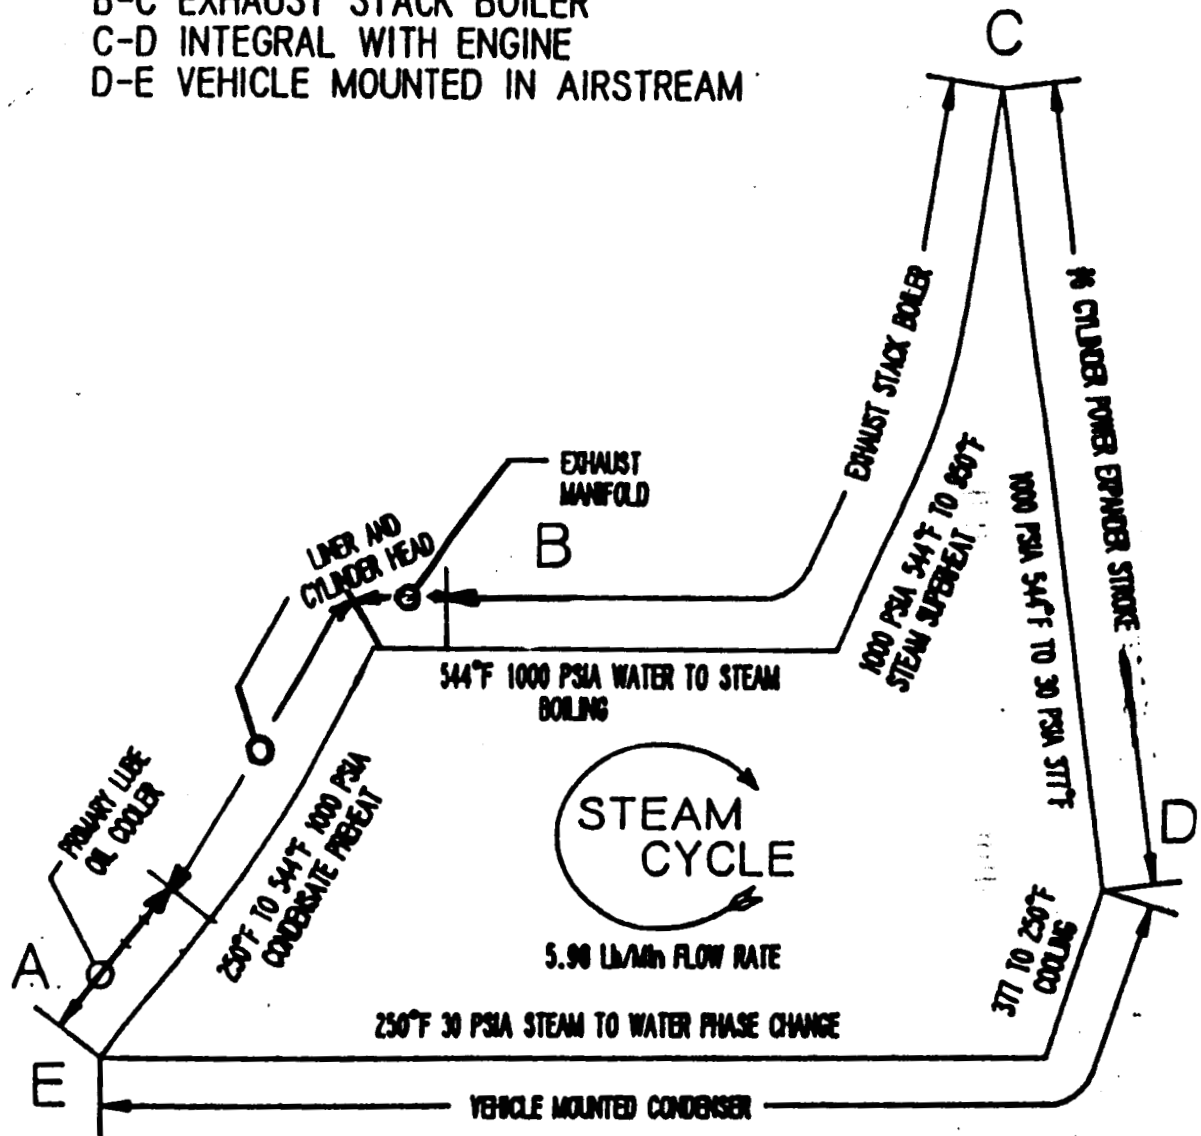 B-C EXHAUST STACK BOILER
C-D INTEGRAL WITH ENGINE
D-E VEHICLE MOUNTED IN AIRSTREAM
C
EXHAUST STACK BOILER
CYLINDER POWER EXPANDER STROKE
EXHAUST
MANIFOLD
LINER AND
CYLINDER HEAD
B
1000 PSIA 544°F TO 950°F
STEAM SUPERHEAT
1000 PSIA 544°F TO 30 PSIA 377°F
544°F 1000 PSIA WATER TO STEAM
BOILING
PRIMARY LUBE
OIL COOLER
250°F TO 544°F 1000 PSIA
CONDENSATE PREHEAT
STEAM
CYCLE
D
5.98 Lb/Min FLOW RATE
377 TO 250°F
COOLING
A
250°F 30 PSIA STEAM TO WATER PHASE CHANGE
E
VEHICLE MOUNTED CONDENSER